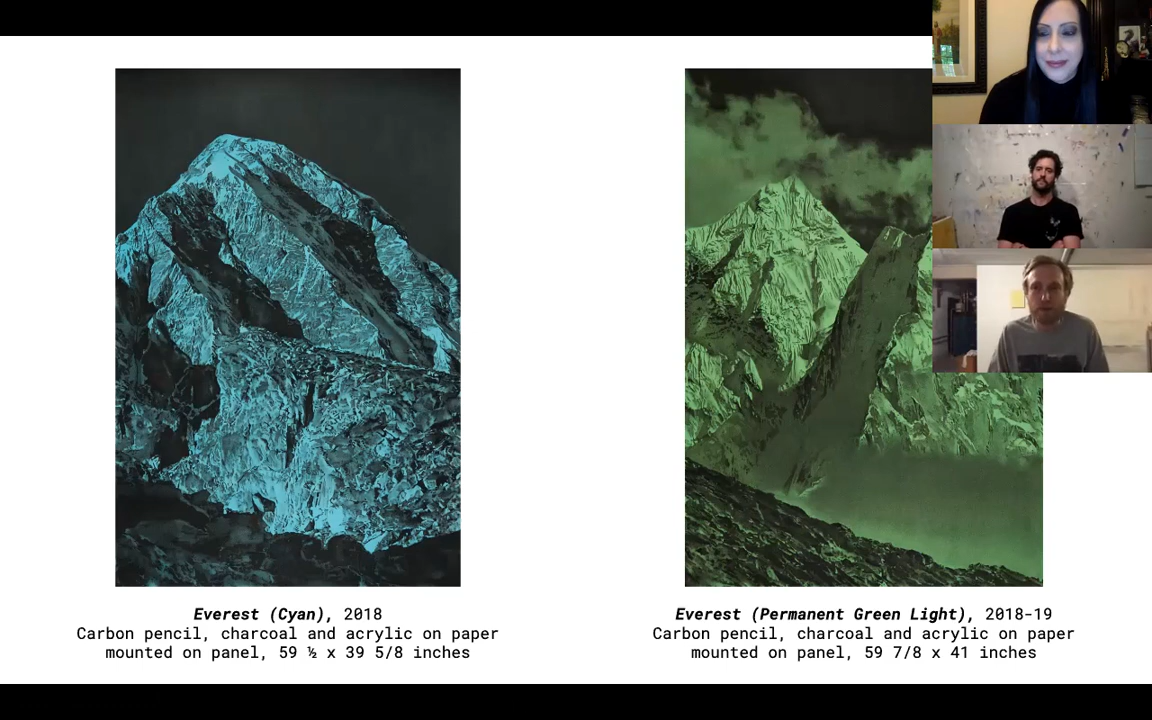 Everest (Cyan), 2018
Carbon pencil, charcoal and acrylic on paper
mounted on panel, 59 ½ x 39 5/8 inches
Everest (Permanent Green Light), 2018-19
Carbon pencil, charcoal and acrylic on paper
mounted on panel, 59 7/8 x 41 inches